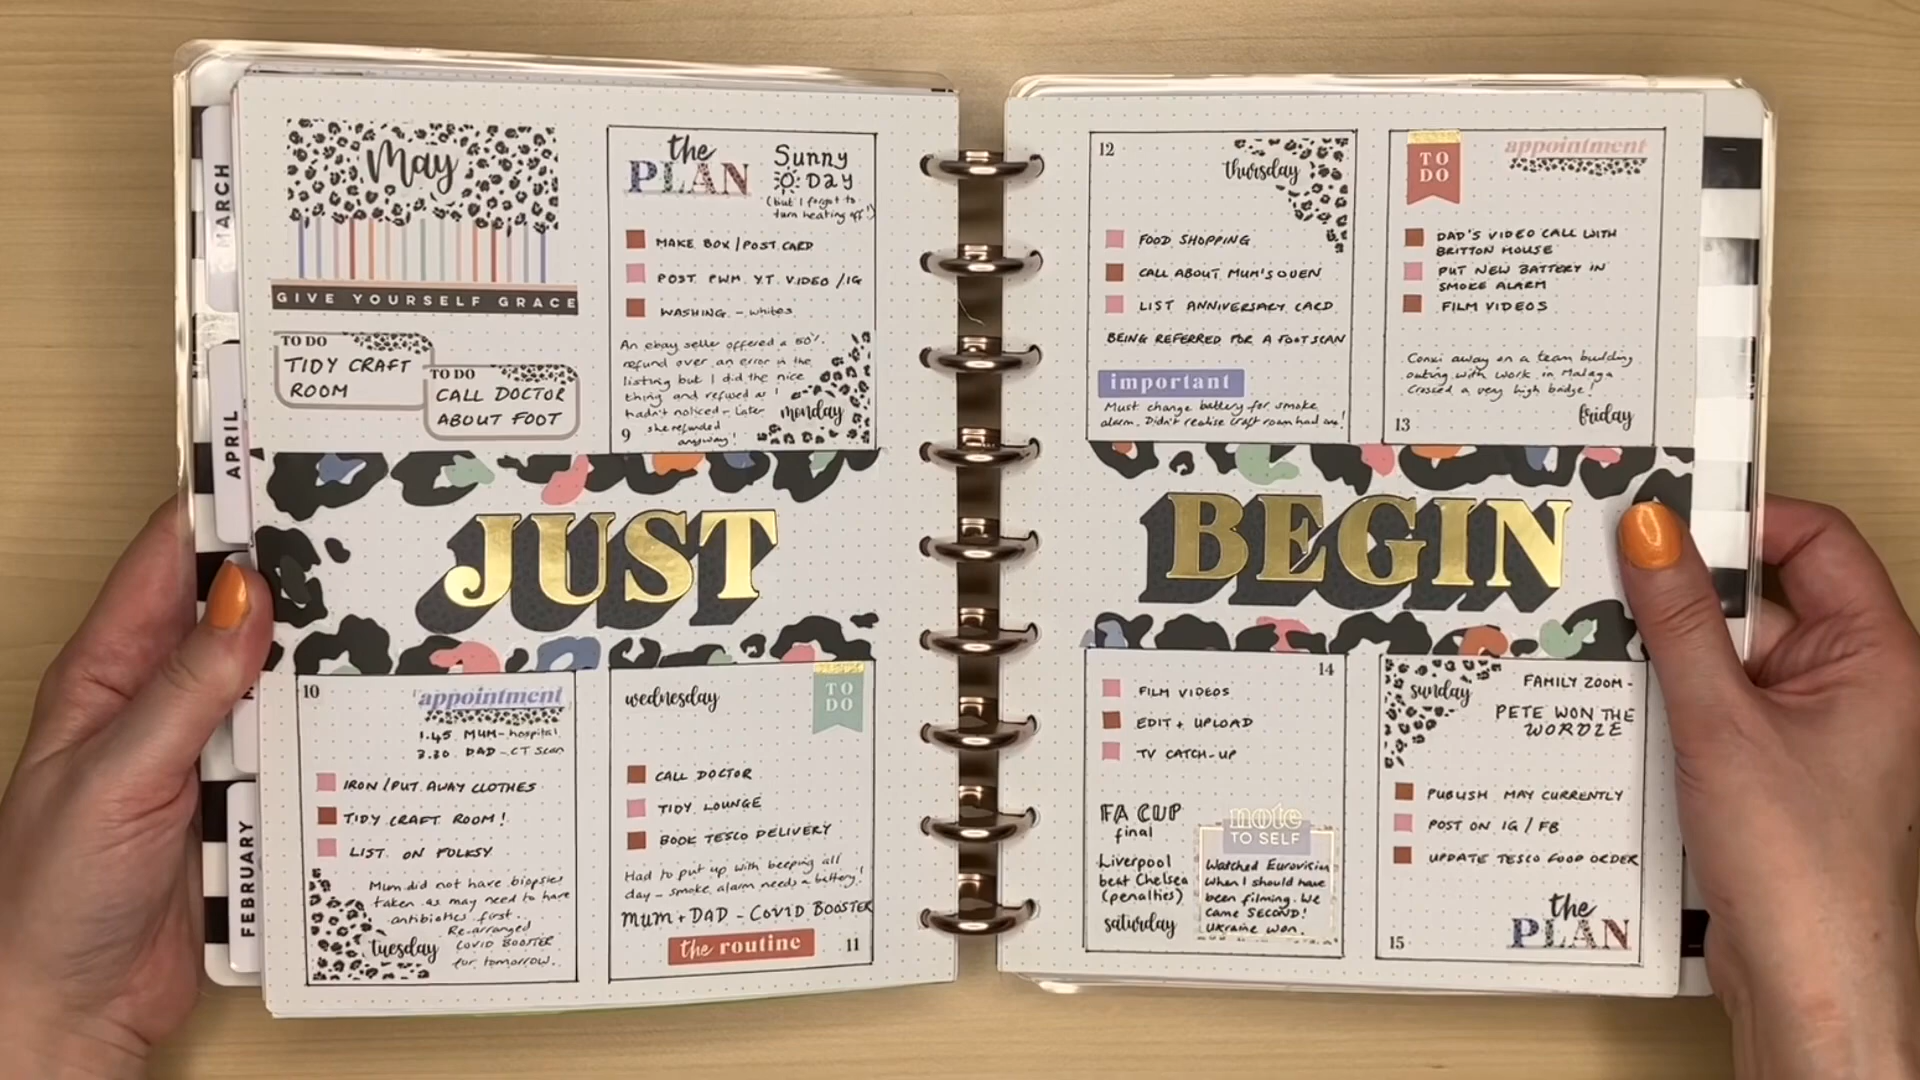 MARCH
APRIL
FEBRUARY
May
GIVE YOURSELF GRACE
TO DO
TIDY CRAFT
ROOM
TO DO
CALL DOCTOR
ABOUT FOOT
the
PLAN
Sunny
DAY
(but I forgot to
turn heating off!)
MAKE BOX / POST CARD
POST PWM Y.T. VIDEO / IG
WASHING - whites
An ebay seller offered a 50%
refund over an error in the
listing but I did the nice
thing and refused as I
hadn't noticed - Later
she refunded
anyway!
monday
9
JUST
10
appointment
1.45 MUM - hospital
3.30 DAD - CT scan
IRON / PUT AWAY CLOTHES
TIDY CRAFT ROOM!
LIST ON FOLKSY
Mum did not have biopsies
taken as may need to have
antibiotics first.
Re-arranged
COVID BOOSTER
for tomorrow.
tuesday
wednesday
TO
DO
CALL DOCTOR
TIDY LOUNGE
BOOK TESCO DELIVERY
Had to put up with beeping all
day - smoke alarm needs a battery!
MUM + DAD - COVID BOOSTER
the routine
11
12
thursday
FOOD SHOPPING
CALL ABOUT MUM'S OVEN
LIST ANNIVERSARY CARD
BEING REFERRED FOR A FOOT SCAN
important
Must change battery for smoke
alarm. Didn't realise craft room had one!
TO
DO
appointment
DAD'S VIDEO CALL WITH
BRITTON HOUSE
PUT NEW BATTERY IN
SMOKE ALARM
FILM VIDEOS
away on a team building
outing with work in Malaga
Crossed a very high bridge!
friday
13
BEGIN
14
FILM VIDEOS
EDIT + UPLOAD
TV CATCH-UP
FA CUP
final
Liverpool
beat Chelsea
(penalties)
saturday
note
TO SELF
Watched Eurovision
when I should have
been filming. We
came SECOND!
Ukraine won.
sunday
FAMILY ZOOM -
PETE WON THE
WORDLE
PUBLISH MAY CURRENTLY
POST ON IG / FB
UPDATE TESCO FOOD ORDER
the
PLAN
15